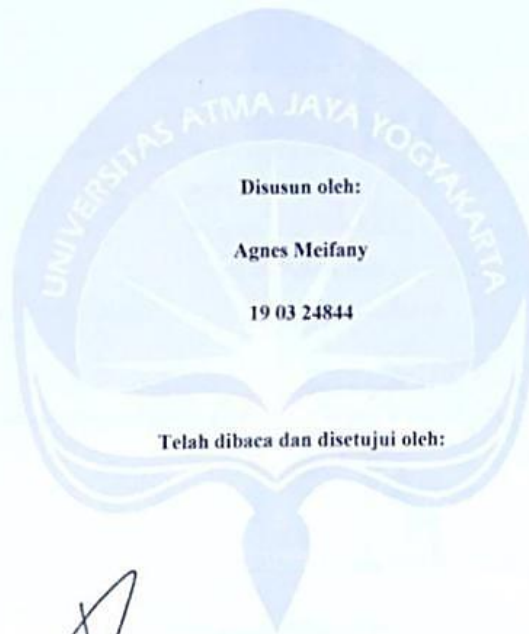 UNIVERSITAS ATMA JAYA YOGYAKARTA
Disusun oleh:
Agnes Meifany
19 03 24844
Telah dibaca dan disetujui oleh: